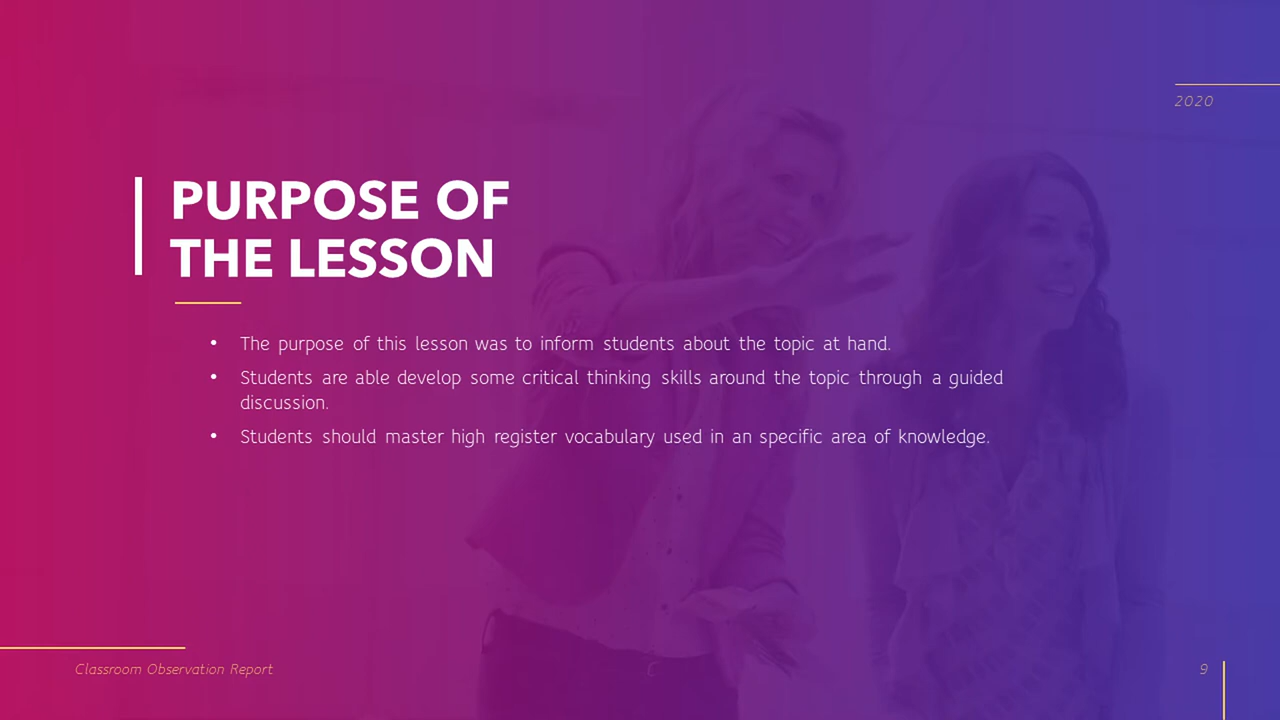 2020
PURPOSE OF
THE LESSON
• The purpose of this lesson was to inform students about the topic at hand.
• Students are able develop some critical thinking skills around the topic through a guided
discussion.
• Students should master high register vocabulary used in an specific area of knowledge.
Classroom Observation Report
9